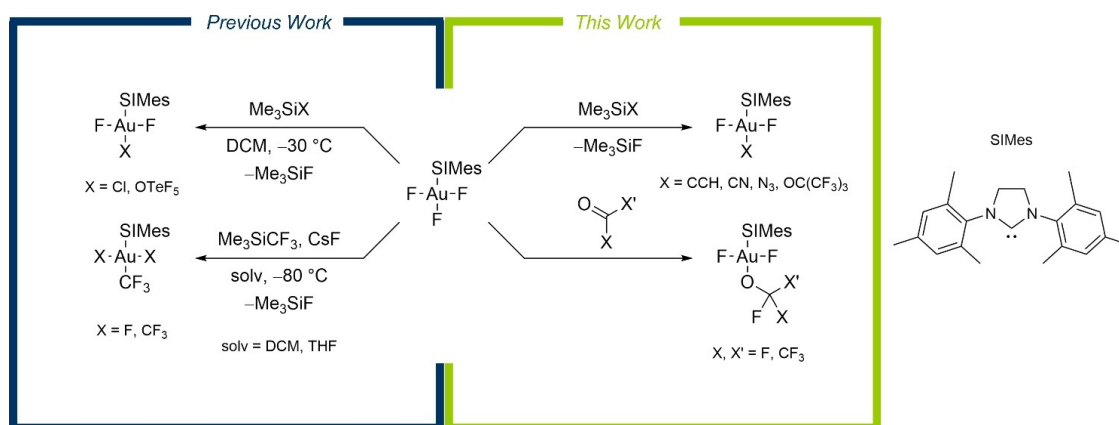 Previous Work
This Work
SIMes
F-Au-F
X
X = Cl, OTeF₅
Me₃SiX
DCM, −30 °C
−Me₃SiF
SIMes
X-Au-X
CF₃
X = F, CF₃
Me₃SiCF₃, CsF
solv, −80 °C
−Me₃SiF
solv = DCM, THF
SIMes
F-Au-F
F
Me₃SiX
−Me₃SiF
SIMes
F-Au-F
X
X = CCH, CN, N₃, OC(CF₃)₃
O X'
X
SIMes
F-Au-F
O X'
F X
X, X' = F, CF₃
SIMes
N N